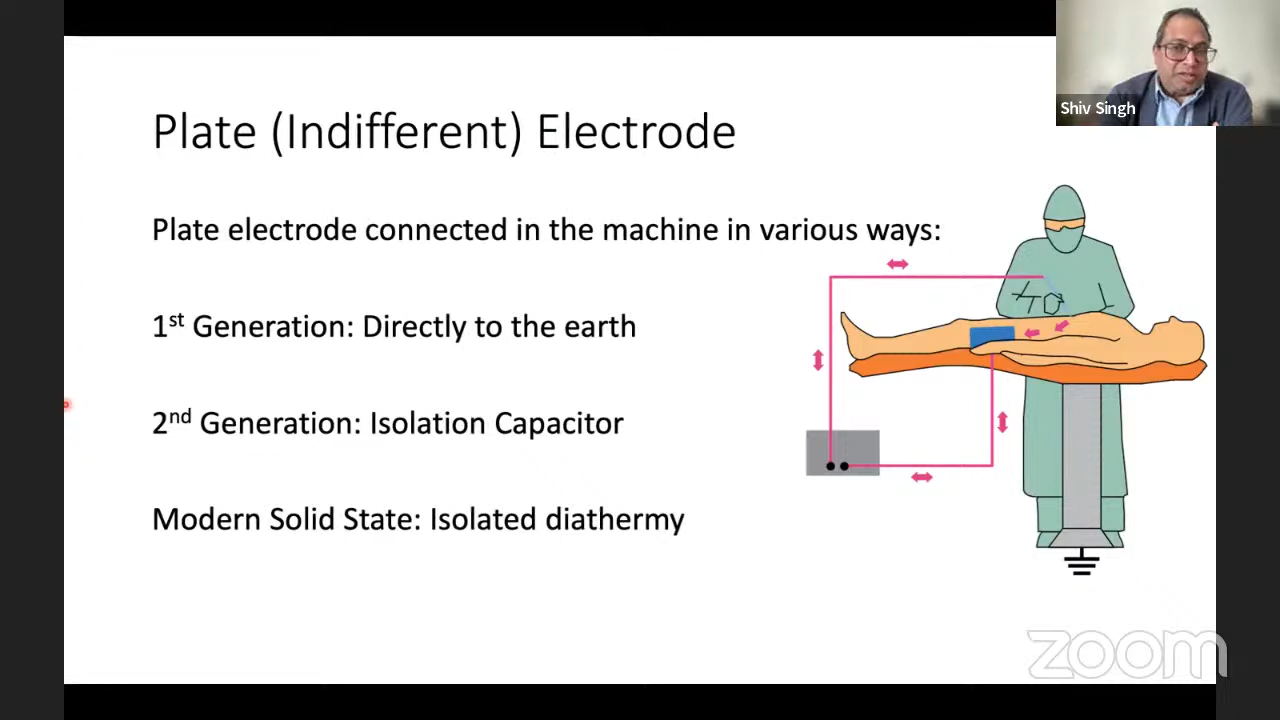 Shiv Singh
Plate (Indifferent) Electrode
Plate electrode connected in the machine in various ways:
1st Generation: Directly to the earth
2nd Generation: Isolation Capacitor
Modern Solid State: Isolated diathermy
zoom